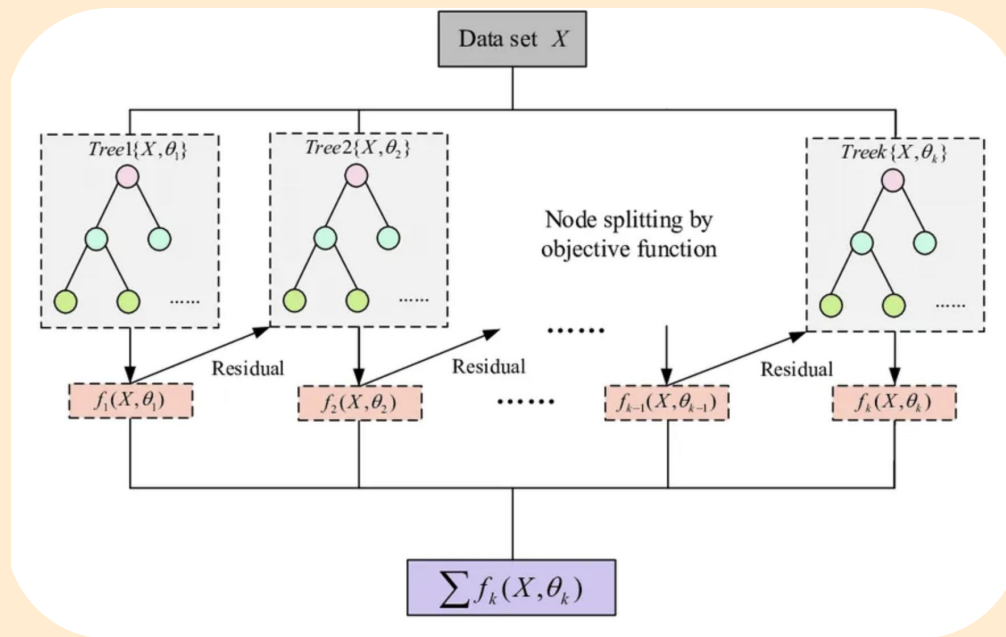 Data set X
Tree1{X,θ₁}
Tree2{X,θ₂}
Treek{X,θₖ}
Node splitting by
objective function
......
......
......
......
Residual
Residual
Residual
f₁(X,θ₁)
f₂(X,θ₂)
......
fₖ₋₁(X,θₖ₋₁)
fₖ(X,θₖ)
∑fₖ(X,θₖ)